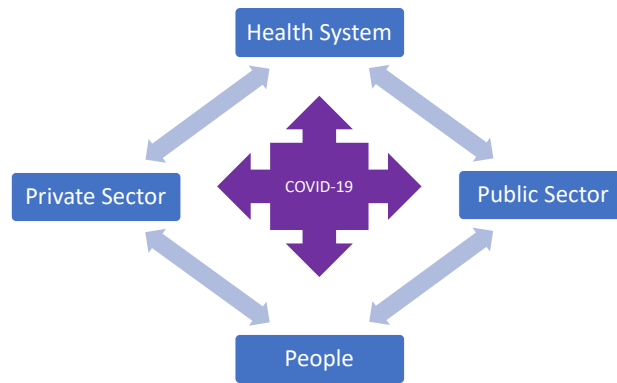 Health System
COVID-19
Private Sector
Public Sector
People